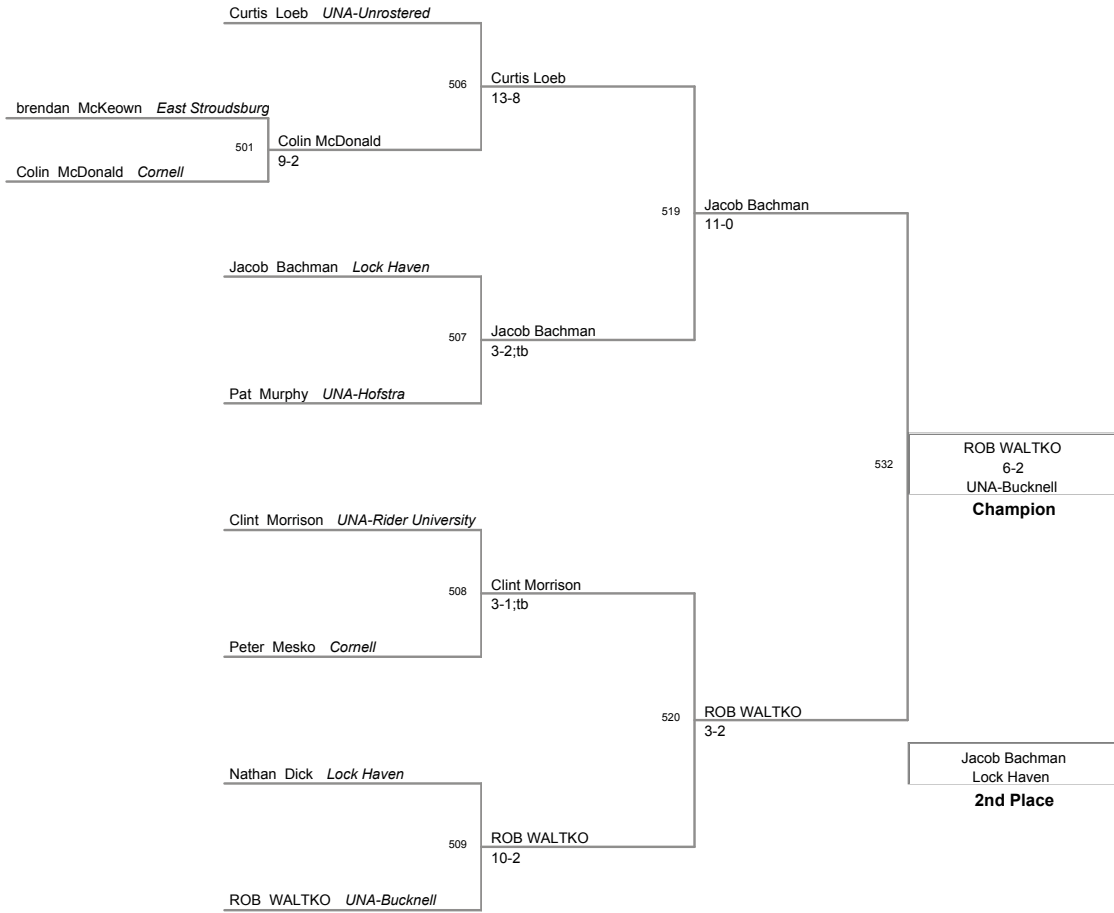 Curtis Loeb UNA-Unrostered
506
Curtis Loeb
13-8
brendan McKeown East Stroudsburg
501
Colin McDonald
9-2
Colin McDonald Cornell
519
Jacob Bachman
11-0
Jacob Bachman Lock Haven
507
Jacob Bachman
3-2;tb
Pat Murphy UNA-Hofstra
532
ROB WALTKO
6-2
UNA-Bucknell
Champion
Clint Morrison UNA-Rider University
508
Clint Morrison
3-1;tb
Peter Mesko Cornell
520
ROB WALTKO
3-2
Nathan Dick Lock Haven
509
ROB WALTKO
10-2
ROB WALTKO UNA-Bucknell
Jacob Bachman
Lock Haven
2nd Place